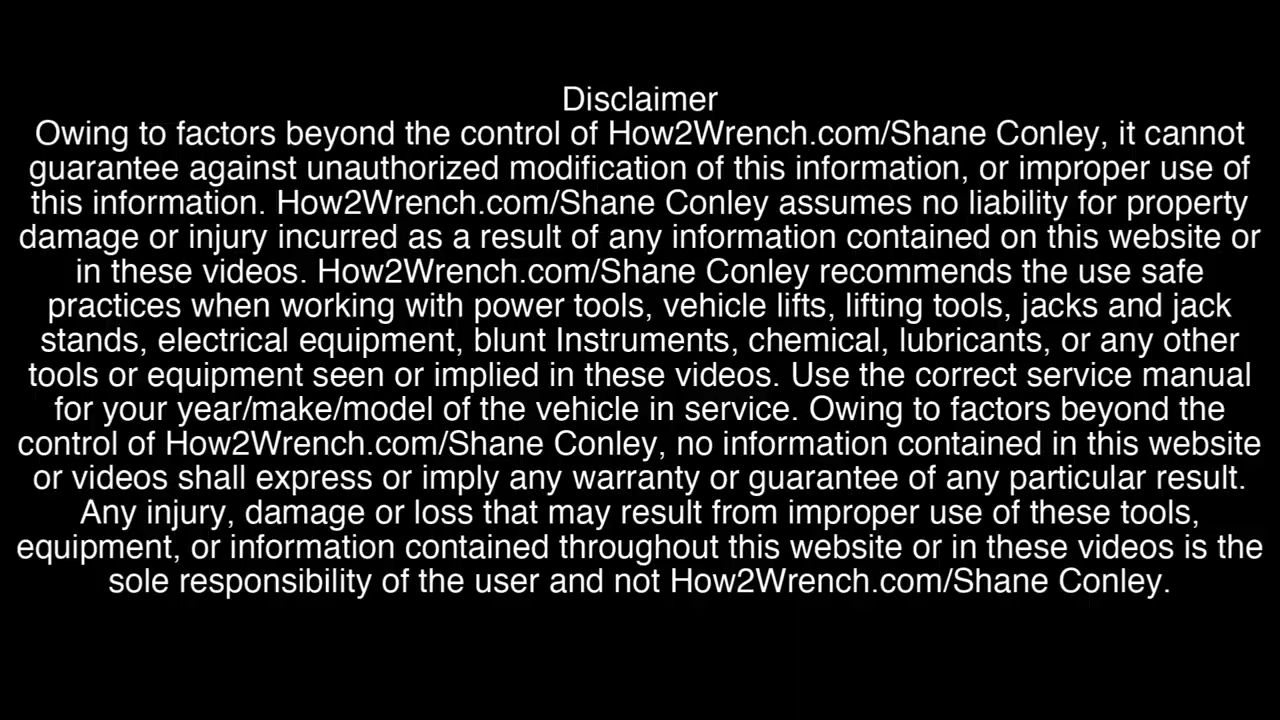 Disclaimer
Owing to factors beyond the control of How2Wrench.com/Shane Conley, it cannot
guarantee against unauthorized modification of this information, or improper use of
this information. How2Wrench.com/Shane Conley assumes no liability for property
damage or injury incurred as a result of any information contained on this website or
in these videos. How2Wrench.com/Shane Conley recommends the use safe
practices when working with power tools, vehicle lifts, lifting tools, jacks and jack
stands, electrical equipment, blunt Instruments, chemical, lubricants, or any other
tools or equipment seen or implied in these videos. Use the correct service manual
for your year/make/model of the vehicle in service. Owing to factors beyond the
control of How2Wrench.com/Shane Conley, no information contained in this website
or videos shall express or imply any warranty or guarantee of any particular result.
Any injury, damage or loss that may result from improper use of these tools,
equipment, or information contained throughout this website or in these videos is the
sole responsibility of the user and not How2Wrench.com/Shane Conley.